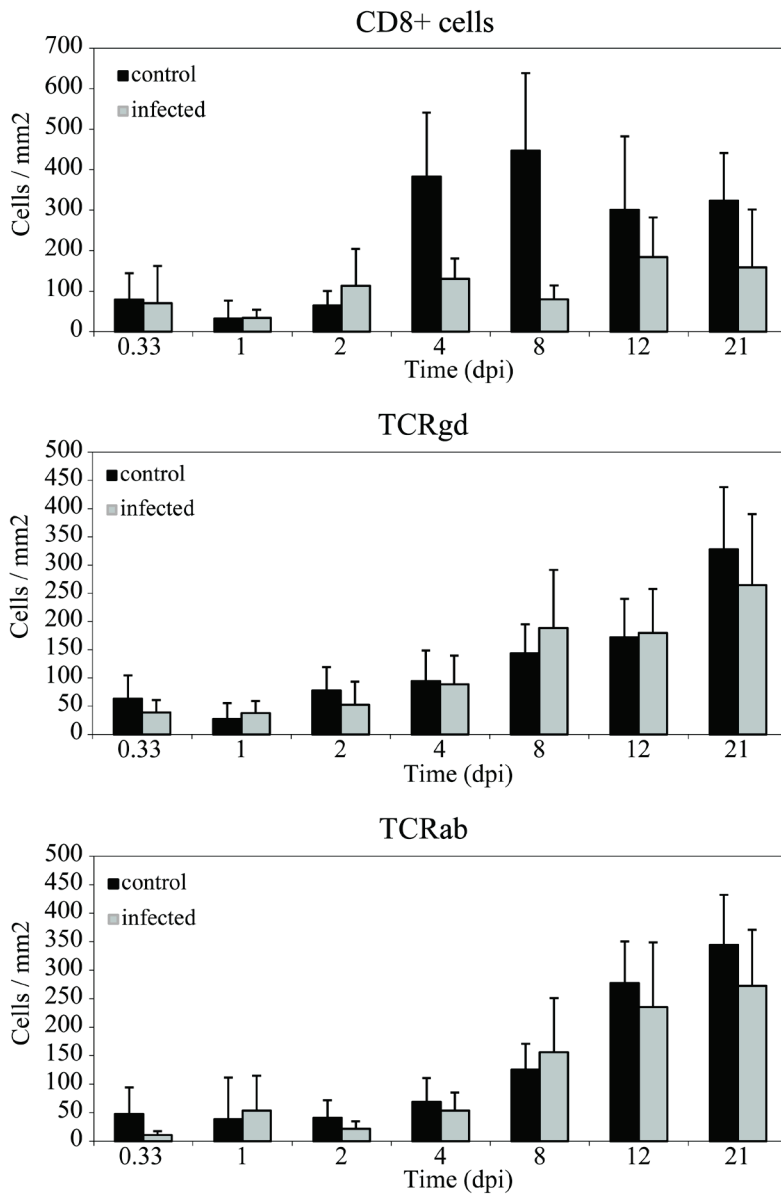 CD8+ cells
700
600
500
400
300
200
100
0
Cells / mm2
control
infected
0.33 1 2 4 8 12 21
Time (dpi)
TCRgd
500
450
400
350
300
250
200
150
100
50
0
Cells / mm2
control
infected
0.33 1 2 4 8 12 21
Time (dpi)
TCRab
500
450
400
350
300
250
200
150
100
50
0
Cells / mm2
control
infected
0.33 1 2 4 8 12 21
Time (dpi)